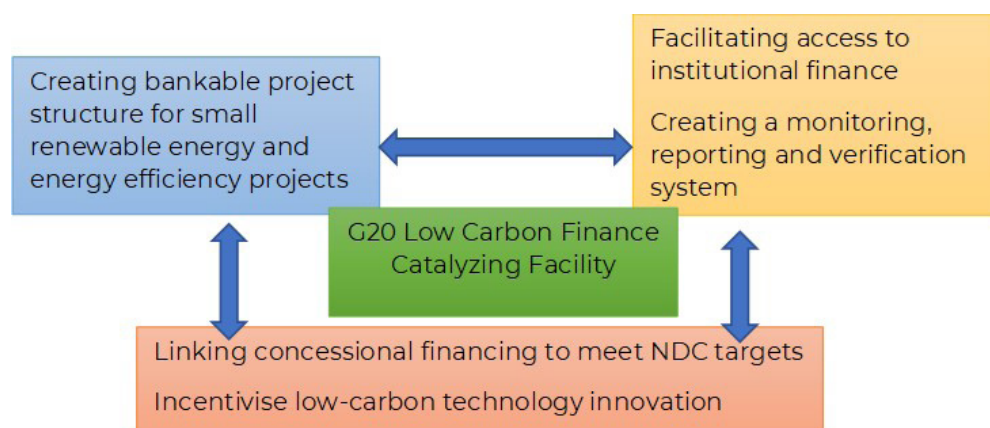 Creating bankable project
structure for small
renewable energy and
energy efficiency projects
Facilitating access to
institutional finance
Creating a monitoring,
reporting and verification
system
G20 Low Carbon Finance
Catalyzing Facility
Linking concessional financing to meet NDC targets
Incentivise low-carbon technology innovation